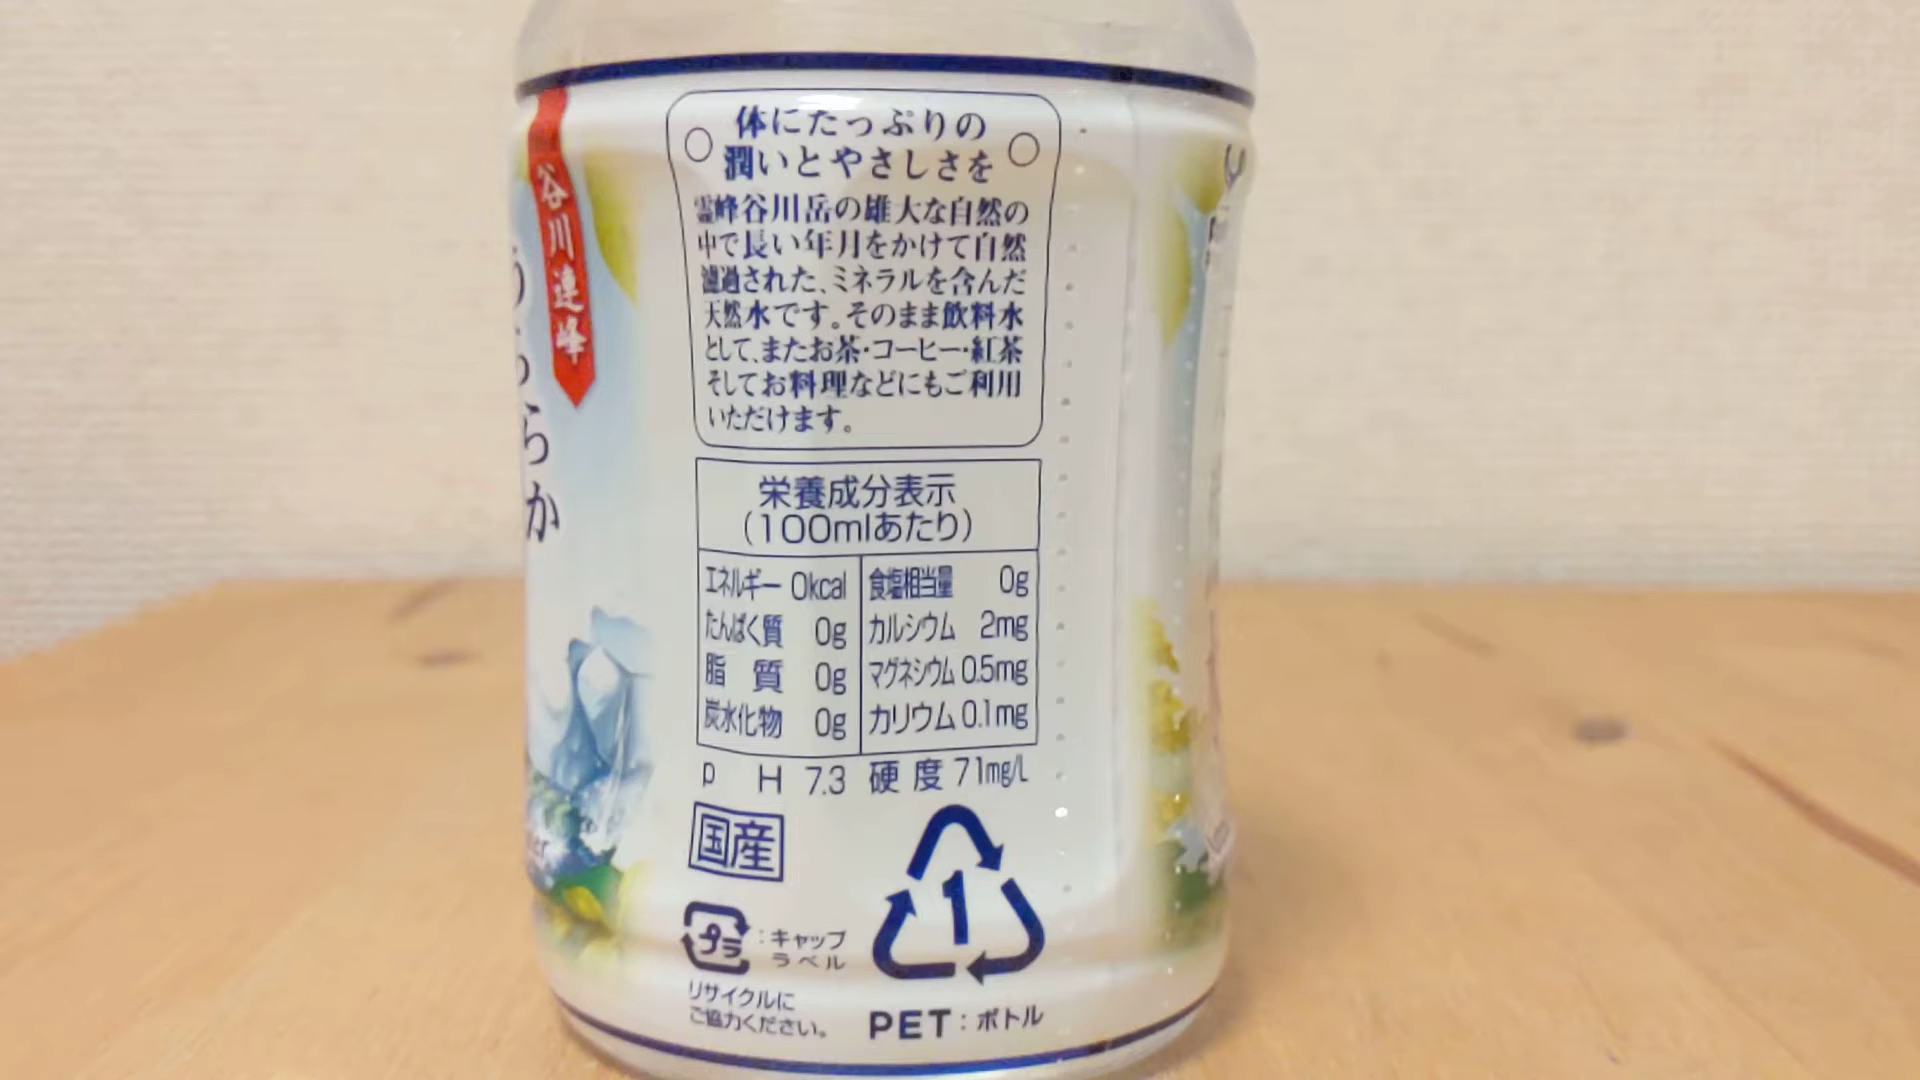 谷川連峰
うららか
体にたっぷりの
潤いとやさしさを
霊峰谷川岳の雄大な自然の
中で長い年月をかけて自然
濾過された、ミネラルを含んだ
天然水です。そのまま飲料水
として、またお茶・コーヒー・紅茶
そしてお料理などにもご利用
いただけます。
栄養成分表示
(100mlあたり)
エネルギー 0kcal 食塩相当量 0g
たんぱく質 0g カルシウム 2mg
脂質 0g マグネシウム 0.5mg
炭水化物 0g カリウム 0.1mg
pH 7.3 硬度 71mg/L
国産
1
プラ:キャップ
ラベル
リサイクルに
ご協力ください。
PET:ボトル